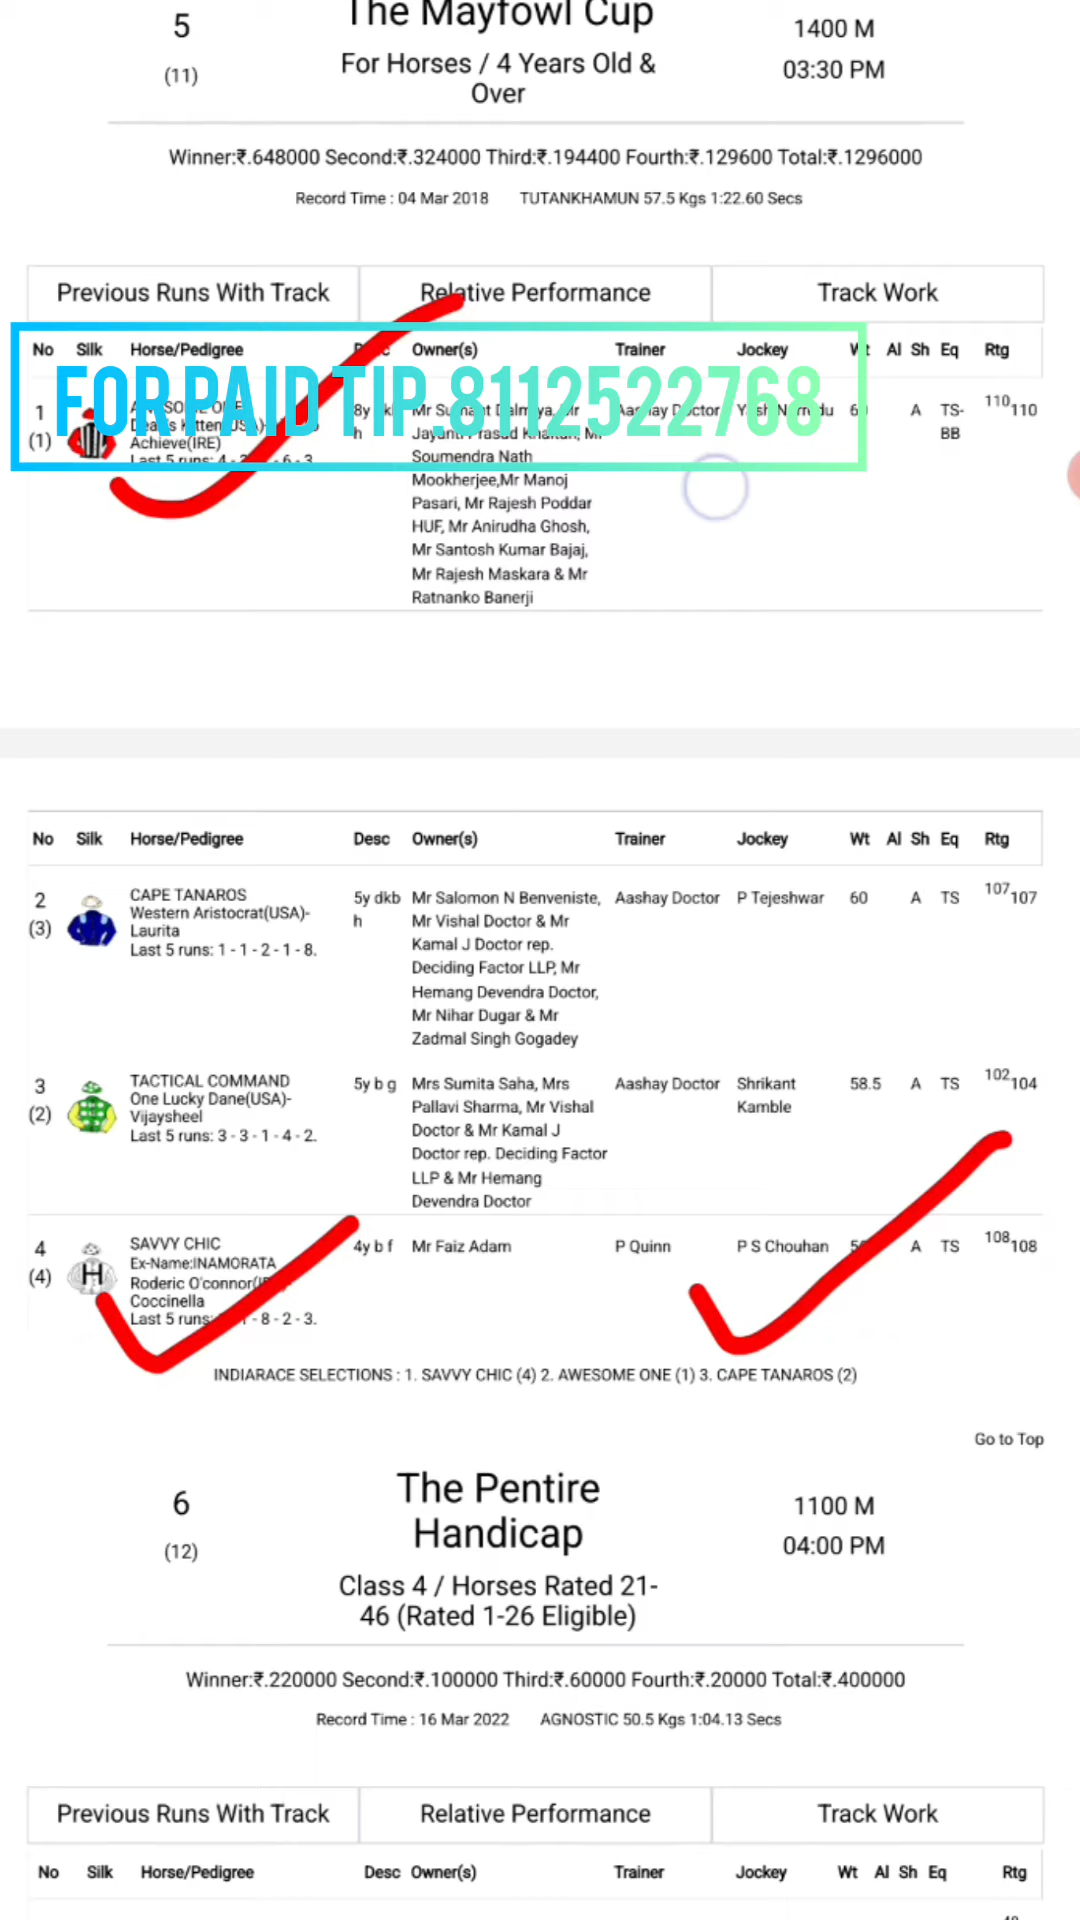 5
The Mayfowl Cup
1400 M
(11)
For Horses / 4 Years Old &
Over
03:30 PM
Winner:₹.648000 Second:₹.324000 Third:₹.194400 Fourth:₹.129600 Total:₹.1296000
Record Time : 04 Mar 2018 TUTANKHAMUN 57.5 Kgs 1:22.60 Secs
Previous Runs With Track Relative Performance Track Work
No Silk Horse/Pedigree Owner(s) Trainer Jockey Wt Al Sh Eq Rtg
FOR PAID TIP.8112522768
1 8y Aashay Doctor A TS- 110 110
(1) BB
Achieve(IRE)
Soumendra Nath
Mookherjee,Mr Manoj
Pasari, Mr Rajesh Poddar
HUF, Mr Anirudha Ghosh,
Mr Santosh Kumar Bajaj,
Mr Rajesh Maskara & Mr
Ratnanko Banerji
No Silk Horse/Pedigree Desc Owner(s) Trainer Jockey Wt Al Sh Eq Rtg
2 CAPE TANAROS 5y dkb Mr Salomon N Benveniste, Aashay Doctor P Tejeshwar 60 A TS 107 107
(3) Western Aristocrat(USA)- h Mr Vishal Doctor & Mr
Laurita Kamal J Doctor rep.
Last 5 runs: 1 - 1 - 2 - 1 - 8. Deciding Factor LLP, Mr
Hemang Devendra Doctor,
Mr Nihar Dugar & Mr
Zadmal Singh Gogadey
3 TACTICAL COMMAND 5y b g Mrs Sumita Saha, Mrs Aashay Doctor Shrikant 58.5 A TS 102 104
(2) One Lucky Dane(USA)- Pallavi Sharma, Mr Vishal Kamble
Vijaysheel Doctor & Mr Kamal J
Last 5 runs: 3 - 3 - 1 - 4 - 2. Doctor rep. Deciding Factor
LLP & Mr Hemang
Devendra Doctor
4 SAVVY CHIC 4y b f Mr Faiz Adam P Quinn P S Chouhan A TS 108 108
(4) Ex-Name:INAMORATA
H
Roderic O'connor
Coccinella
Last 5 runs: - 8 - 2 - 3.
INDIARACE SELECTIONS : 1. SAVVY CHIC (4) 2. AWESOME ONE (1) 3. CAPE TANAROS (2)
Go to Top
6
The Pentire
Handicap
1100 M
(12)
04:00 PM
Class 4 / Horses Rated 21-
46 (Rated 1-26 Eligible)
Winner:₹.220000 Second:₹.100000 Third:₹.60000 Fourth:₹.20000 Total:₹.400000
Record Time : 16 Mar 2022 AGNOSTIC 50.5 Kgs 1:04.13 Secs
Previous Runs With Track Relative Performance Track Work
No Silk Horse/Pedigree Desc Owner(s) Trainer Jockey Wt Al Sh Eq Rtg